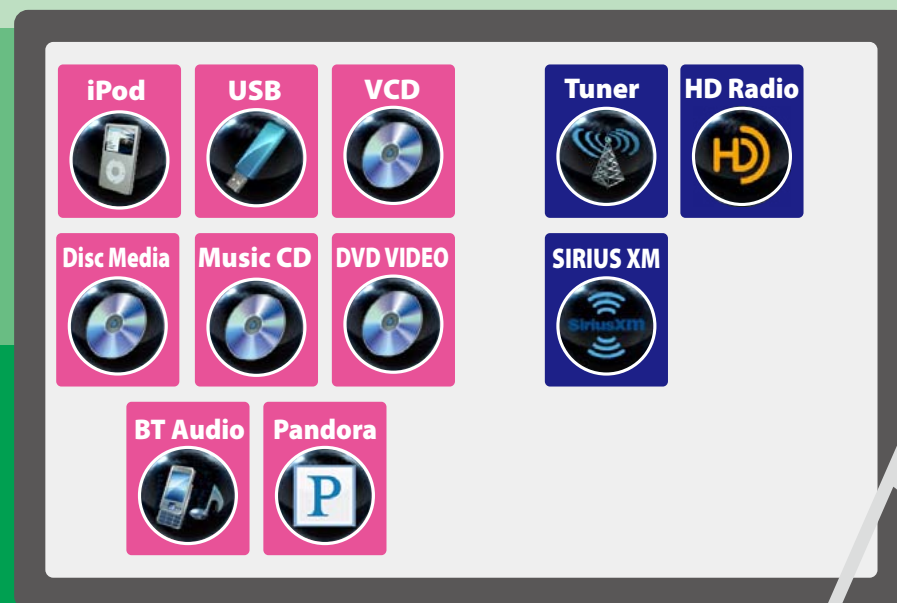 iPod USB VCD Tuner HD Radio
HD
Disc Media Music CD DVD VIDEO SIRIUS XM
SiriusXM
BT Audio Pandora
P